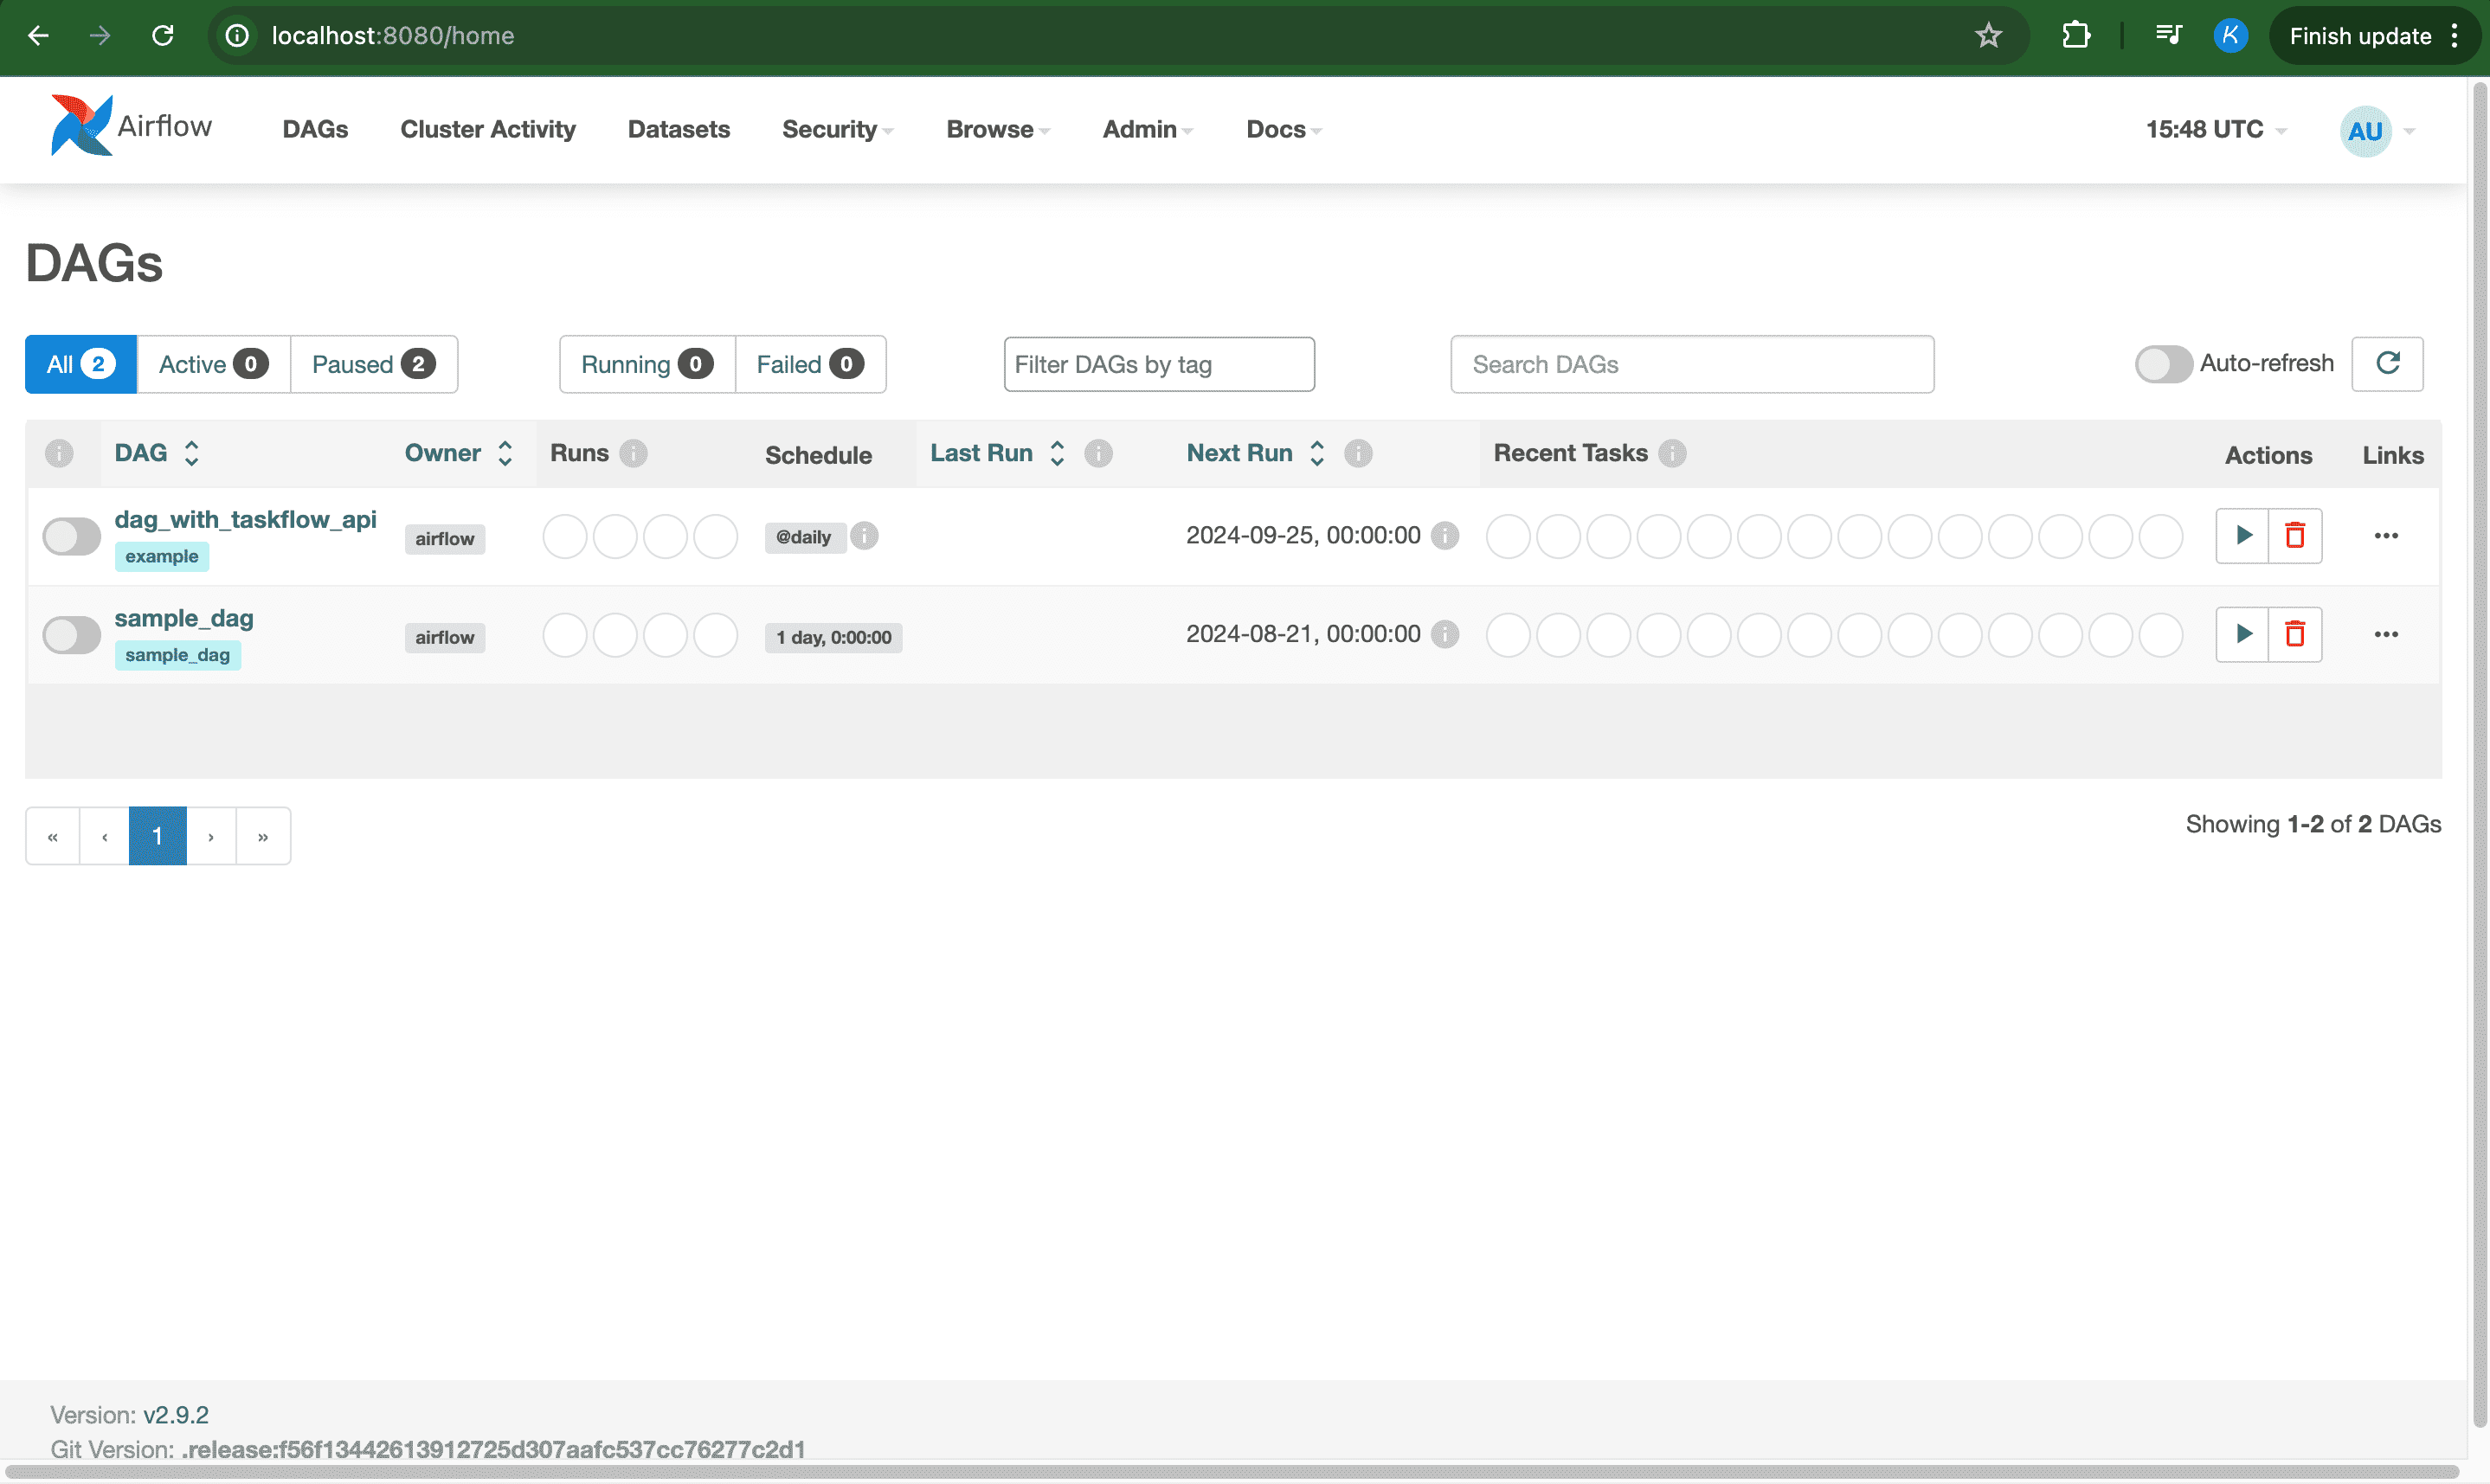 localhost:8080/home
K
Finish update
Airflow
DAGs
Cluster Activity
Datasets
Security
Browse
Admin
Docs
15:48 UTC
AU
DAGs
All 2
Active 0
Paused 2
Running 0
Failed 0
Filter DAGs by tag
Search DAGs
Auto-refresh
i
DAG
Owner
Runs i
Schedule
Last Run i
Next Run i
Recent Tasks i
Actions
Links
dag_with_taskflow_api
example
airflow
@daily i
2024-09-25, 00:00:00 i
sample_dag
sample_dag
airflow
1 day, 0:00:00
2024-08-21, 00:00:00 i
« ‹ 1 › »
Showing 1-2 of 2 DAGs
Version: v2.9.2
Git Version: .release:f56f13442613912725d307aafc537cc76277c2d1